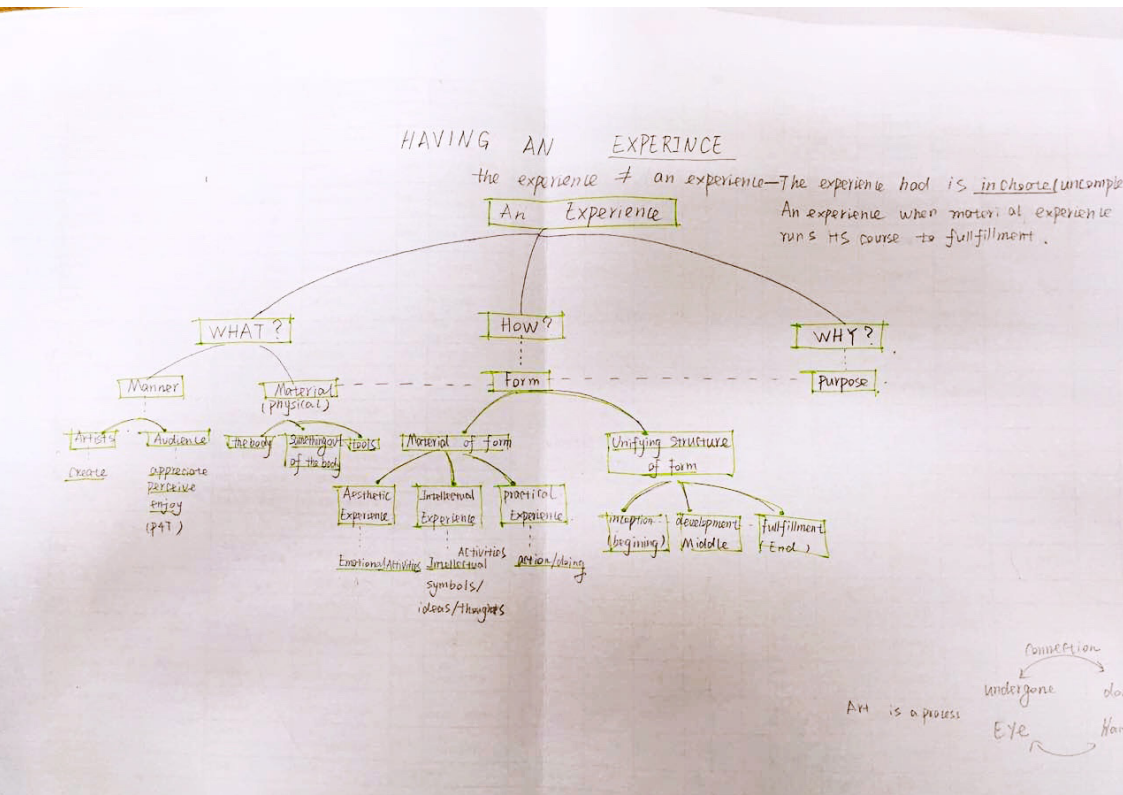 HAVING AN EXPERINCE
the experience ≠ an experience—The experience had is inchoate(uncomple
An experience when material experience
runs its course to fullfillment.
An Experience
WHAT?
HOW?
WHY?
Manner
Material
(physical)
Form
purpose
Artists
Audience
the body
something out
of the body
tools
Material of form
Unifying structure
of form
create
appreciate
perceive
enjoy
(P47)
Aesthetic
Experience
Intellectual
Experience
practical
Experience
inception
(begining)
development
Middle
fullfillment
(End)
Emotional Activities
Activities
Intellectual
symbols/
ideas/thoughts
action/doing
connection
undergone
do
Art is a process
Eye
Han